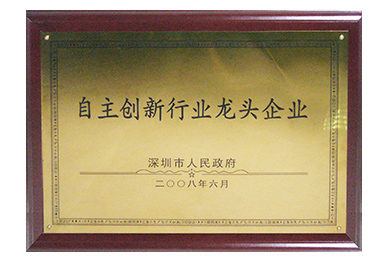 自主创新行业龙头企业
深圳市人民政府
二〇〇八年六月